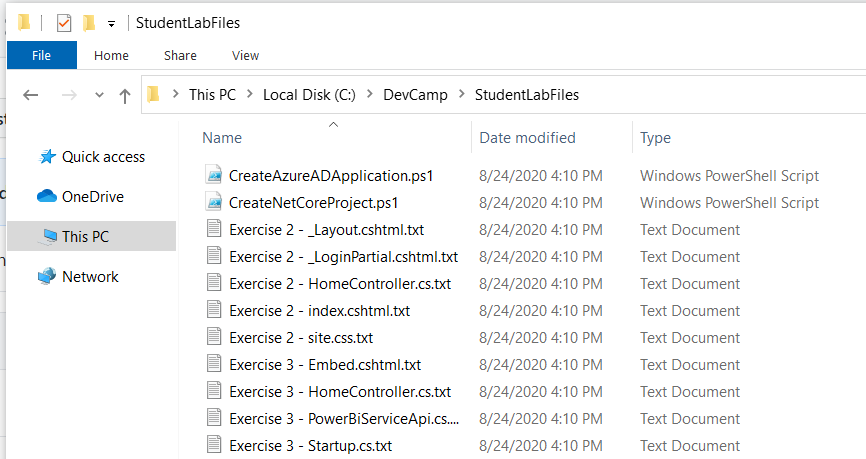 StudentLabFiles
File Home Share View
This PC Local Disk (C:) DevCamp StudentLabFiles
Name Date modified Type
Quick access
OneDrive
This PC
Network
CreateAzureADApplication.ps1 8/24/2020 4:10 PM Windows PowerShell Script
CreateNetCoreProject.ps1 8/24/2020 4:10 PM Windows PowerShell Script
Exercise 2 - _Layout.cshtml.txt 8/24/2020 4:10 PM Text Document
Exercise 2 - _LoginPartial.cshtml.txt 8/24/2020 4:10 PM Text Document
Exercise 2 - HomeController.cs.txt 8/24/2020 4:10 PM Text Document
Exercise 2 - index.cshtml.txt 8/24/2020 4:10 PM Text Document
Exercise 2 - site.css.txt 8/24/2020 4:10 PM Text Document
Exercise 3 - Embed.cshtml.txt 8/24/2020 4:10 PM Text Document
Exercise 3 - HomeController.cs.txt 8/24/2020 4:10 PM Text Document
Exercise 3 - PowerBiServiceApi.cs.... 8/24/2020 4:10 PM Text Document
Exercise 3 - Startup.cs.txt 8/24/2020 4:10 PM Text Document